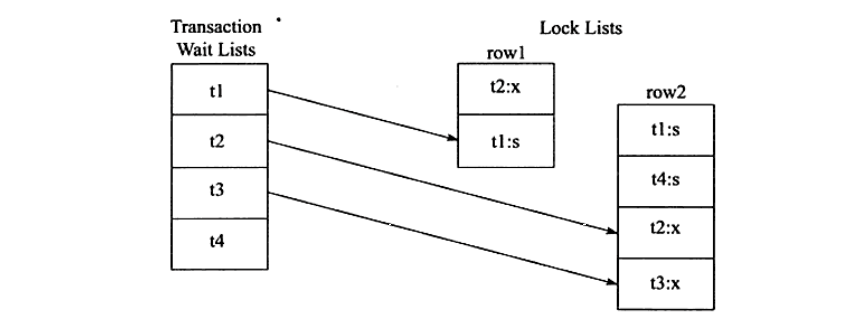 Transaction
Wait Lists
t1
t2
t3
t4
Lock Lists
row1
t2:x
t1:s
row2
t1:s
t4:s
t2:x
t3:x